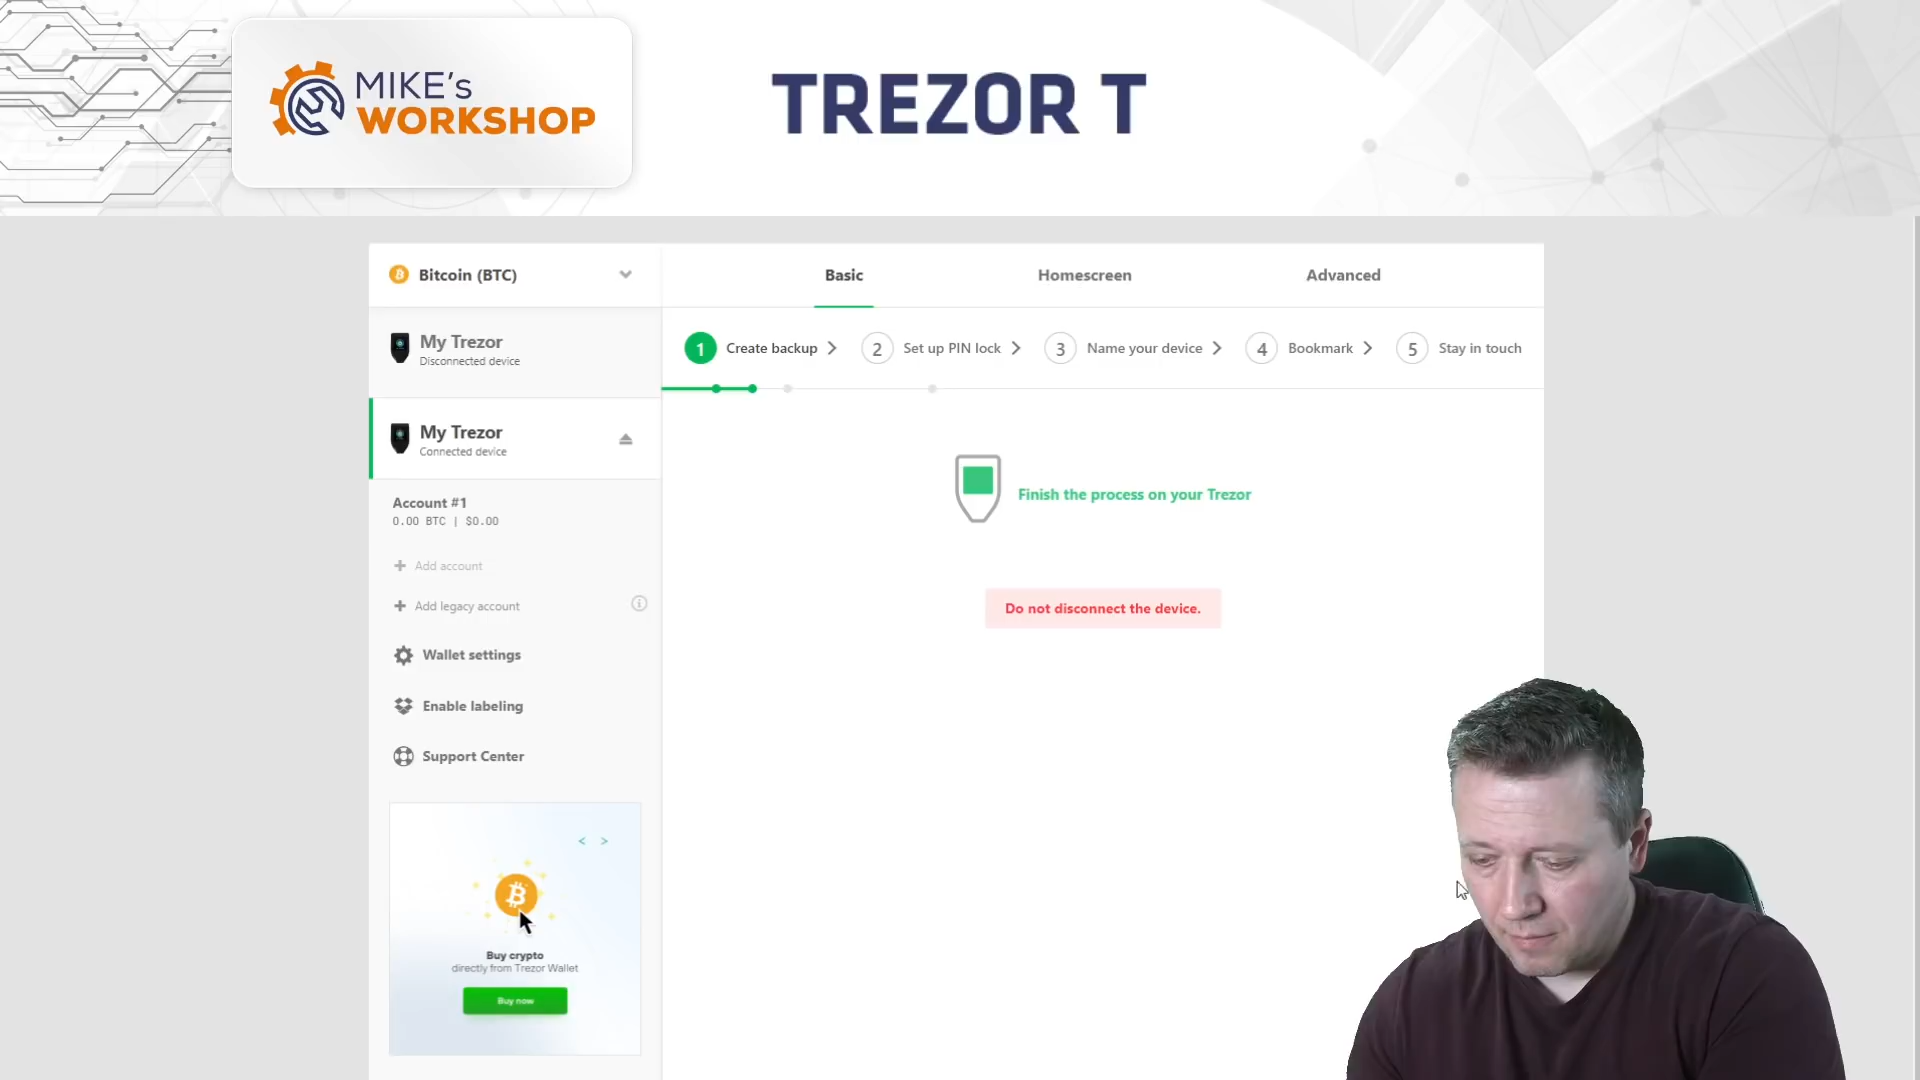 MIKE's
WORKSHOP
TREZOR T
Bitcoin (BTC)
Basic
Homescreen
Advanced
My Trezor
Disconnected device
1 Create backup
2 Set up PIN lock
3 Name your device
4 Bookmark
5 Stay in touch
My Trezor
Connected device
Account #1
0.00 BTC | $0.00
+ Add account
+ Add legacy account
Wallet settings
Enable labeling
Support Center
< >
Buy crypto
directly from Trezor Wallet
Buy now
Finish the process on your Trezor
Do not disconnect the device.